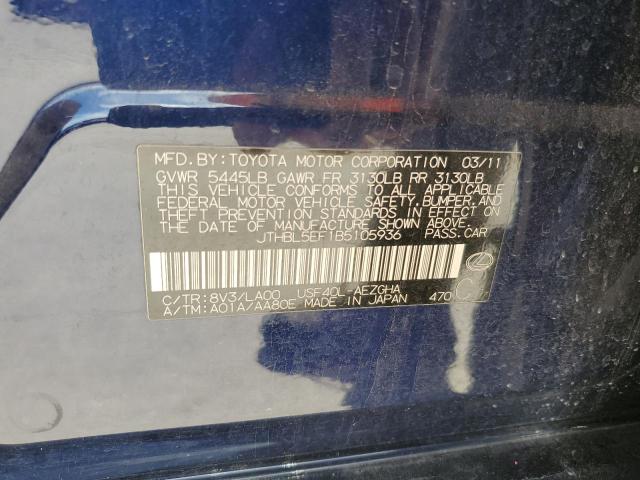 MFD. BY: TOYOTA MOTOR CORPORATION 03/11
GVWR 5445LB GAWR FR 3130LB RR 3130LB
THIS VEHICLE CONFORMS TO ALL APPLICABLE
FEDERAL MOTOR VEHICLE SAFETY, BUMPER, AND
THEFT PREVENTION STANDARDS IN EFFECT ON
THE DATE OF MANUFACTURE SHOWN ABOVE.
JTHBL5EF1B5105936 PASS.CAR
C/TR:8V3/LA00 USF40L-AEZGHA
A/TM:A01A/AA80E MADE IN JAPAN 470
C